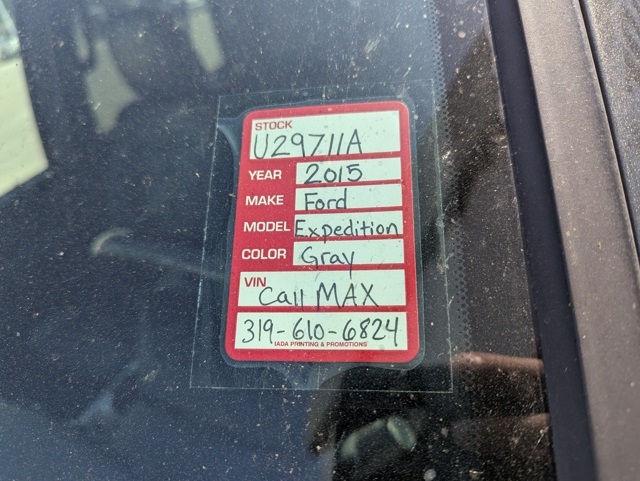 STOCK
U29711A
YEAR 2015
MAKE Ford
MODEL Expedition
COLOR Gray
VIN
Call MAX
319-610-6824
IADA PRINTING & PROMOTIONS